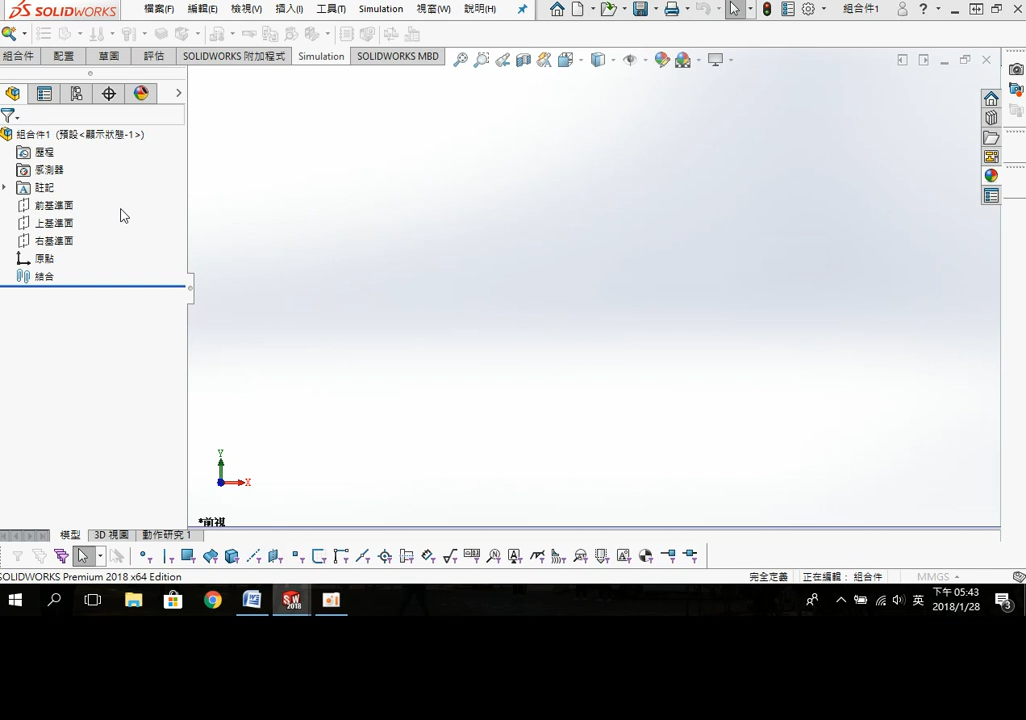 SOLIDWORKS 檔案(F) 編輯(E) 檢視(V) 插入(I) 工具(T) Simulation 視窗(W) 說明(H) 組合件1 ?
組合件 配置 草圖 評估 SOLIDWORKS 附加程式 Simulation SOLIDWORKS MBD
組合件1 (預設<顯示狀態-1>)
歷程
感測器
註記
前基準面
上基準面
右基準面
原點
結合
Y
X
*前視
模型 3D 視圖 動作研究 1
SOLIDWORKS Premium 2018 x64 Edition 完全定義 正在編輯： 組合件 MMGS
SW 2018 英 下午 05:43
2018/1/28 3